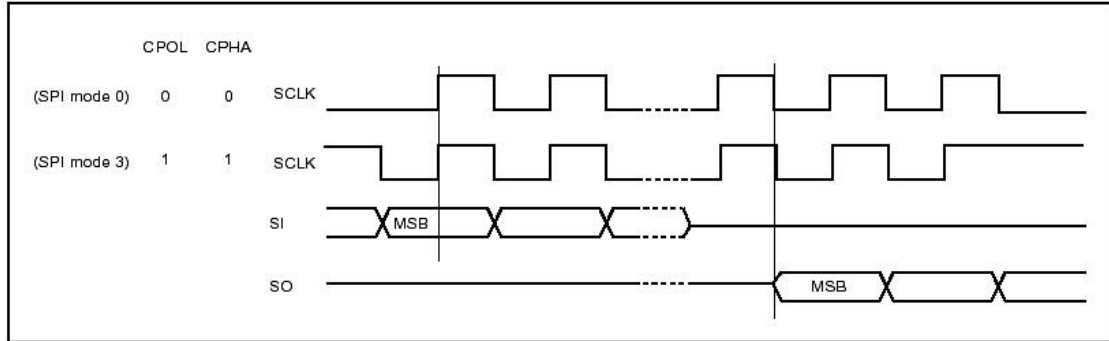 CPOL CPHA
(SPI mode 0) 0 0 SCLK
(SPI mode 3) 1 1 SCLK
SI MSB
SO MSB